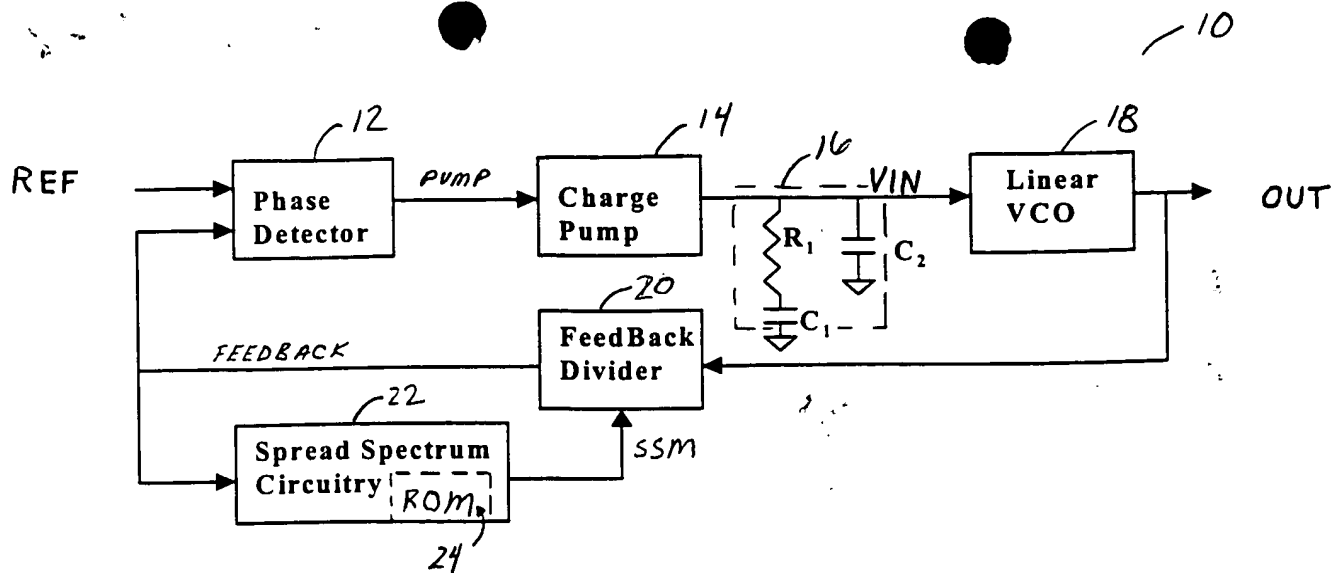 10
12
14
16
18
REF
PUMP
VIN
OUT
Phase
Detector
Charge
Pump
Linear
VCO
R1
C2
C1
20
FeedBack
Divider
FEEDBACK
22
Spread Spectrum
Circuitry
ROM
SSM
24